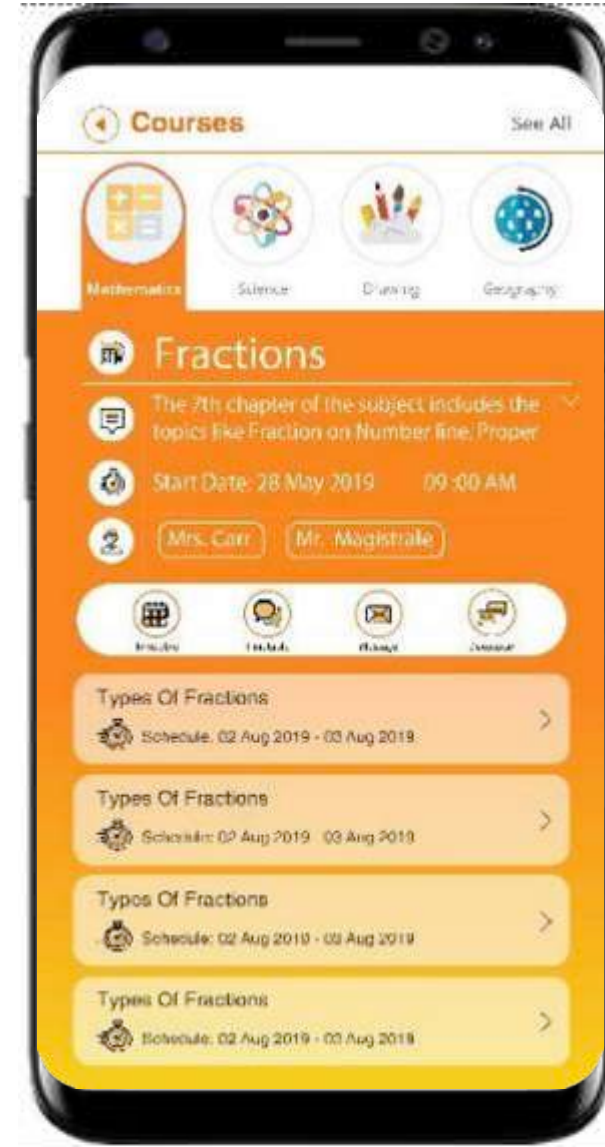 Courses
See All
Mathematics
Science
Drawing
Geography
Fractions
The 7th chapter of the subject includes the
topics like Fraction on Number line, Proper
Start Date: 28 May 2019 09:00 AM
Mrs. Carr Mr. Magistrale
Types Of Fractions
Schedule: 02 Aug 2019 - 03 Aug 2019
Types Of Fractions
Schedule: 02 Aug 2019 - 03 Aug 2019
Types Of Fractions
Schedule: 02 Aug 2019 - 03 Aug 2019
Types Of Fractions
Schedule: 02 Aug 2019 - 03 Aug 2019